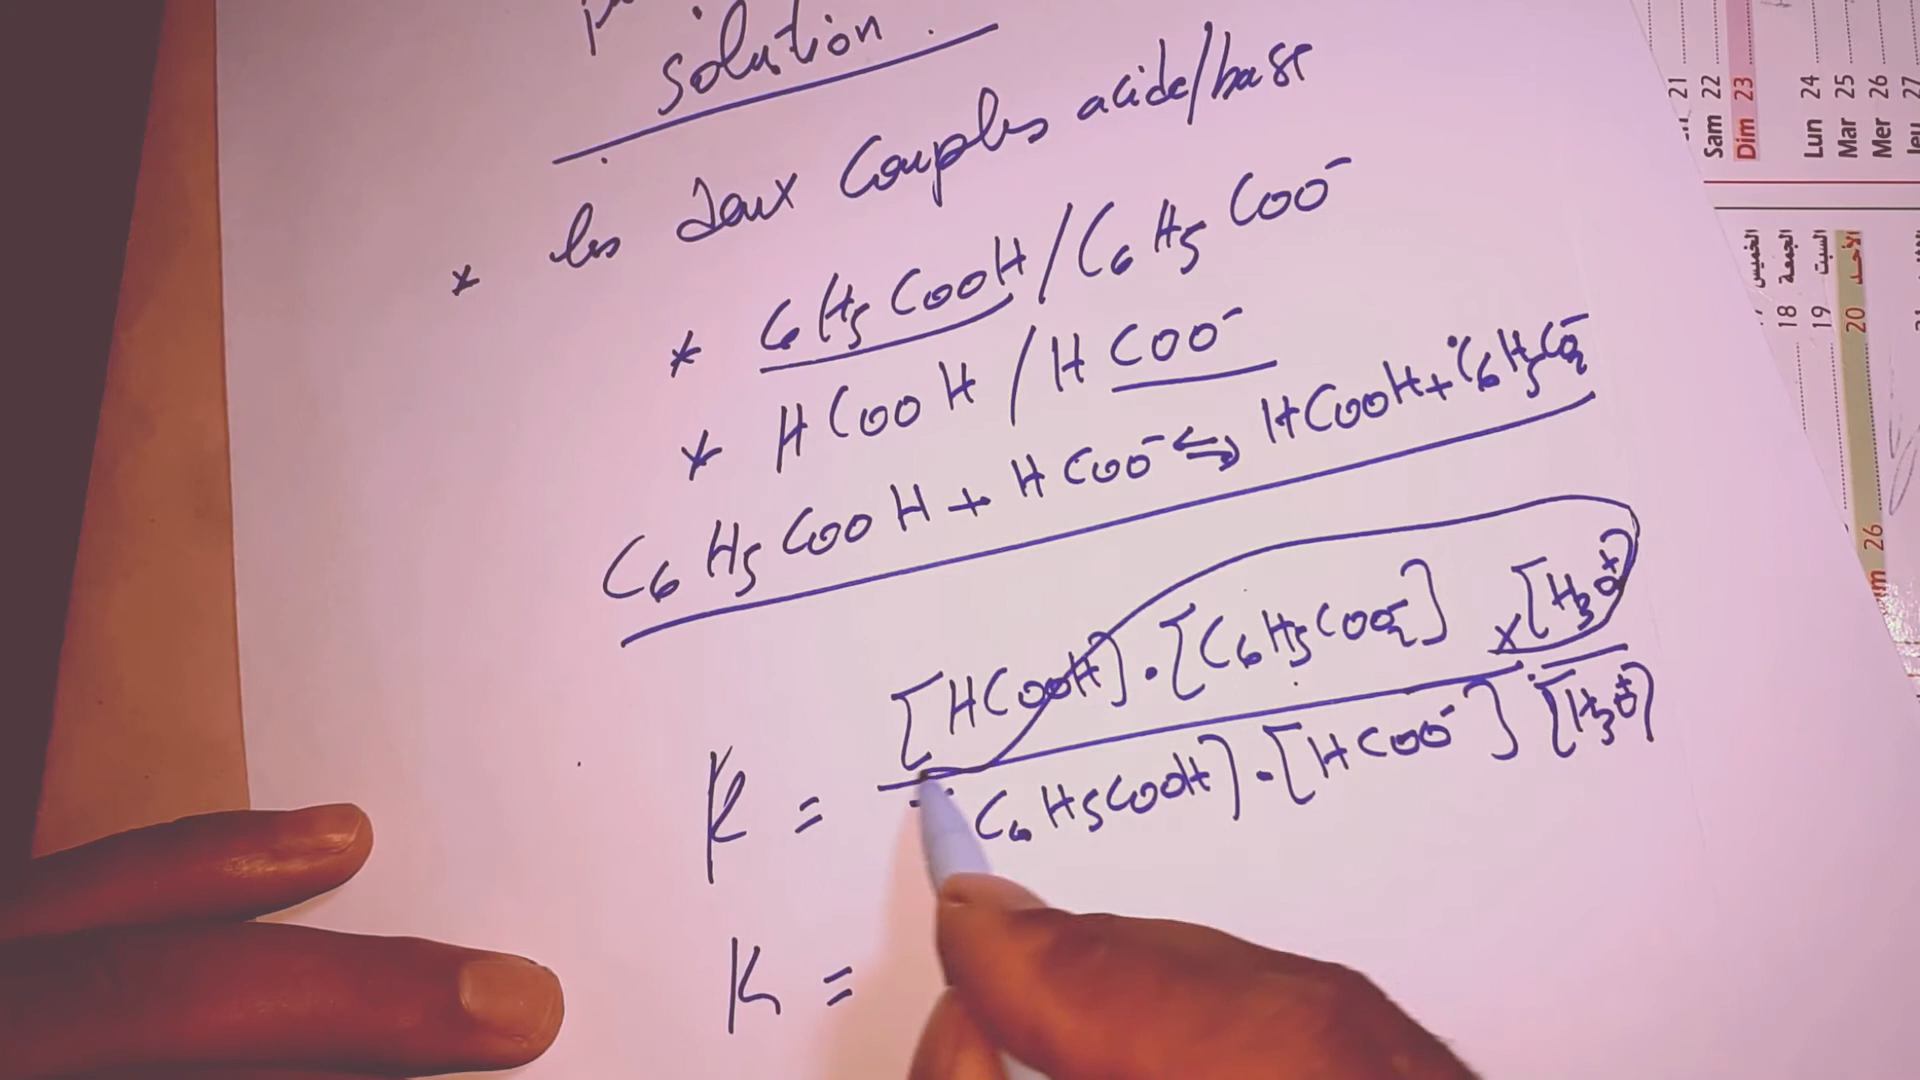 solution.
* les deux Couples acide/base
* C6H5COOH / C6H5COO⁻
* HCOOH / HCOO⁻
C6H5COOH + HCOO⁻ ⇆ HCOOH + C6H5CO₂⁻
K = [HCOOH] · [C6H5COO⁻] × [H3O⁺]
[C6H5COOH] · [HCOO⁻] · [H3O⁺]
K =
21
Sam 22
Dim 23
Lun 24
Mar 25
Mer 26
Jeu 27
الخميس
الجمعة 18
السبت 19
الأحد 20
26